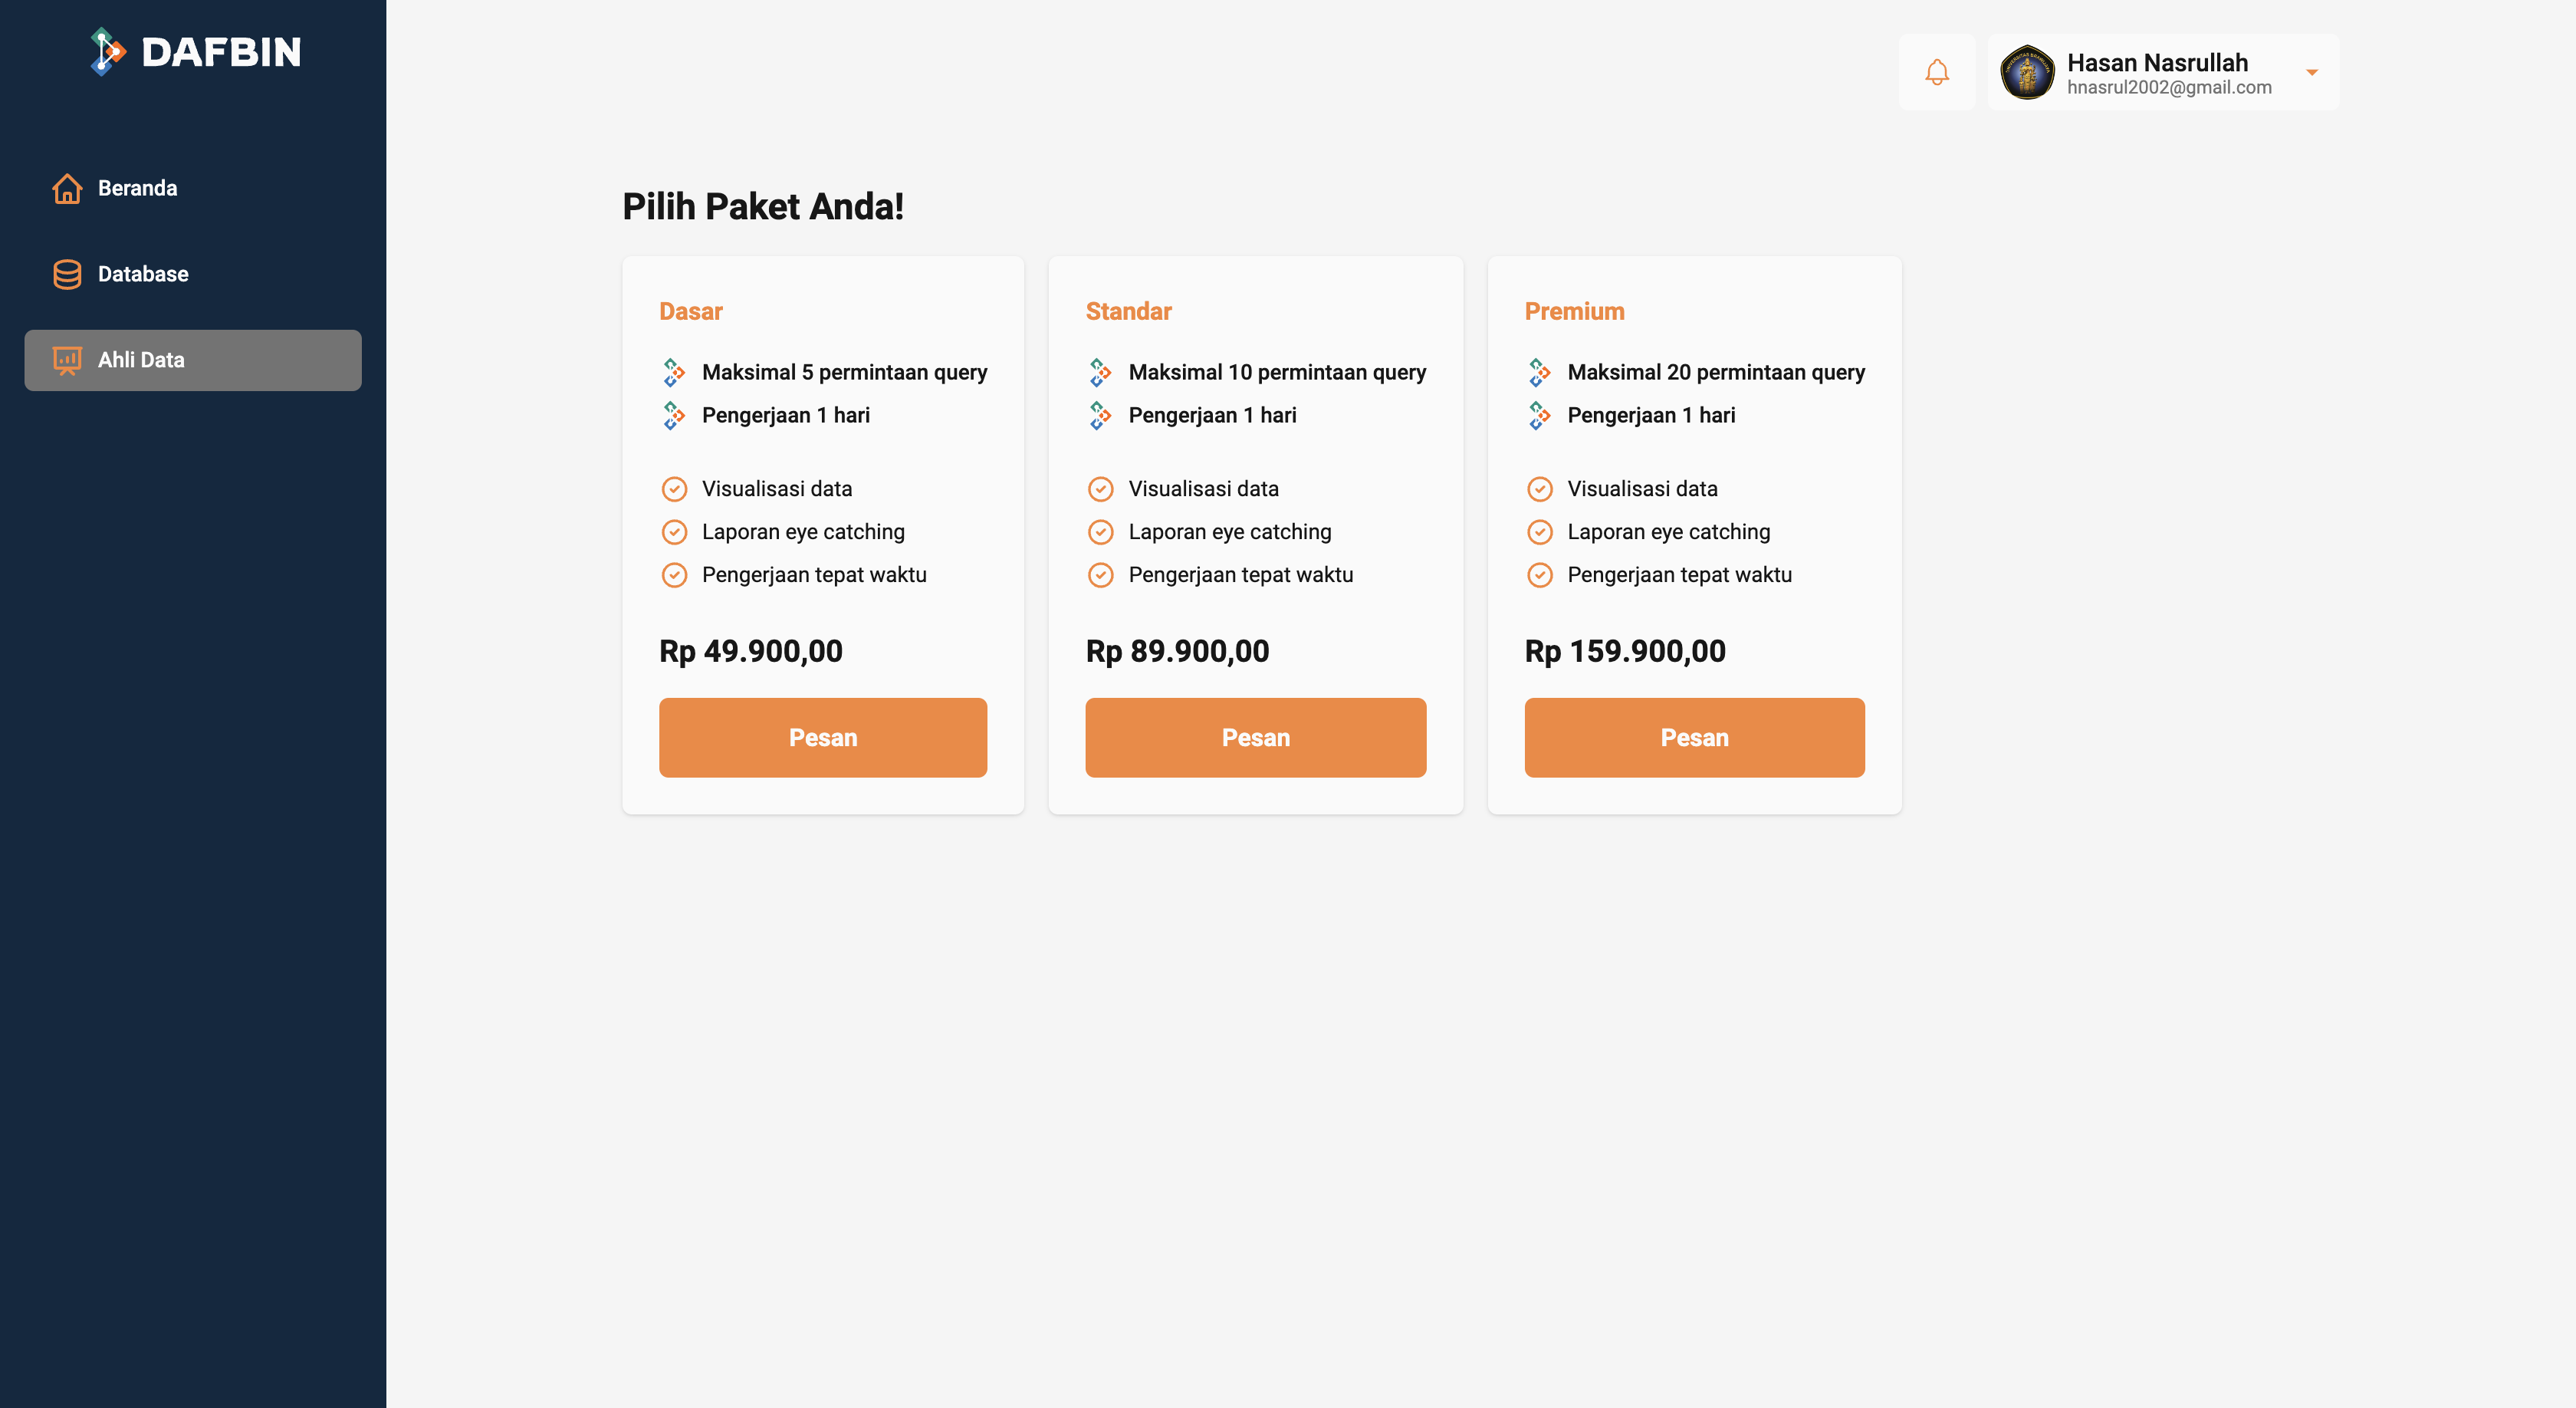 DAFBIN
Beranda
Database
Ahli Data
Hasan Nasrullah
hnasrul2002@gmail.com
Pilih Paket Anda!
Dasar
Maksimal 5 permintaan query
Pengerjaan 1 hari
Visualisasi data
Laporan eye catching
Pengerjaan tepat waktu
Rp 49.900,00
Pesan
Standar
Maksimal 10 permintaan query
Pengerjaan 1 hari
Visualisasi data
Laporan eye catching
Pengerjaan tepat waktu
Rp 89.900,00
Pesan
Premium
Maksimal 20 permintaan query
Pengerjaan 1 hari
Visualisasi data
Laporan eye catching
Pengerjaan tepat waktu
Rp 159.900,00
Pesan